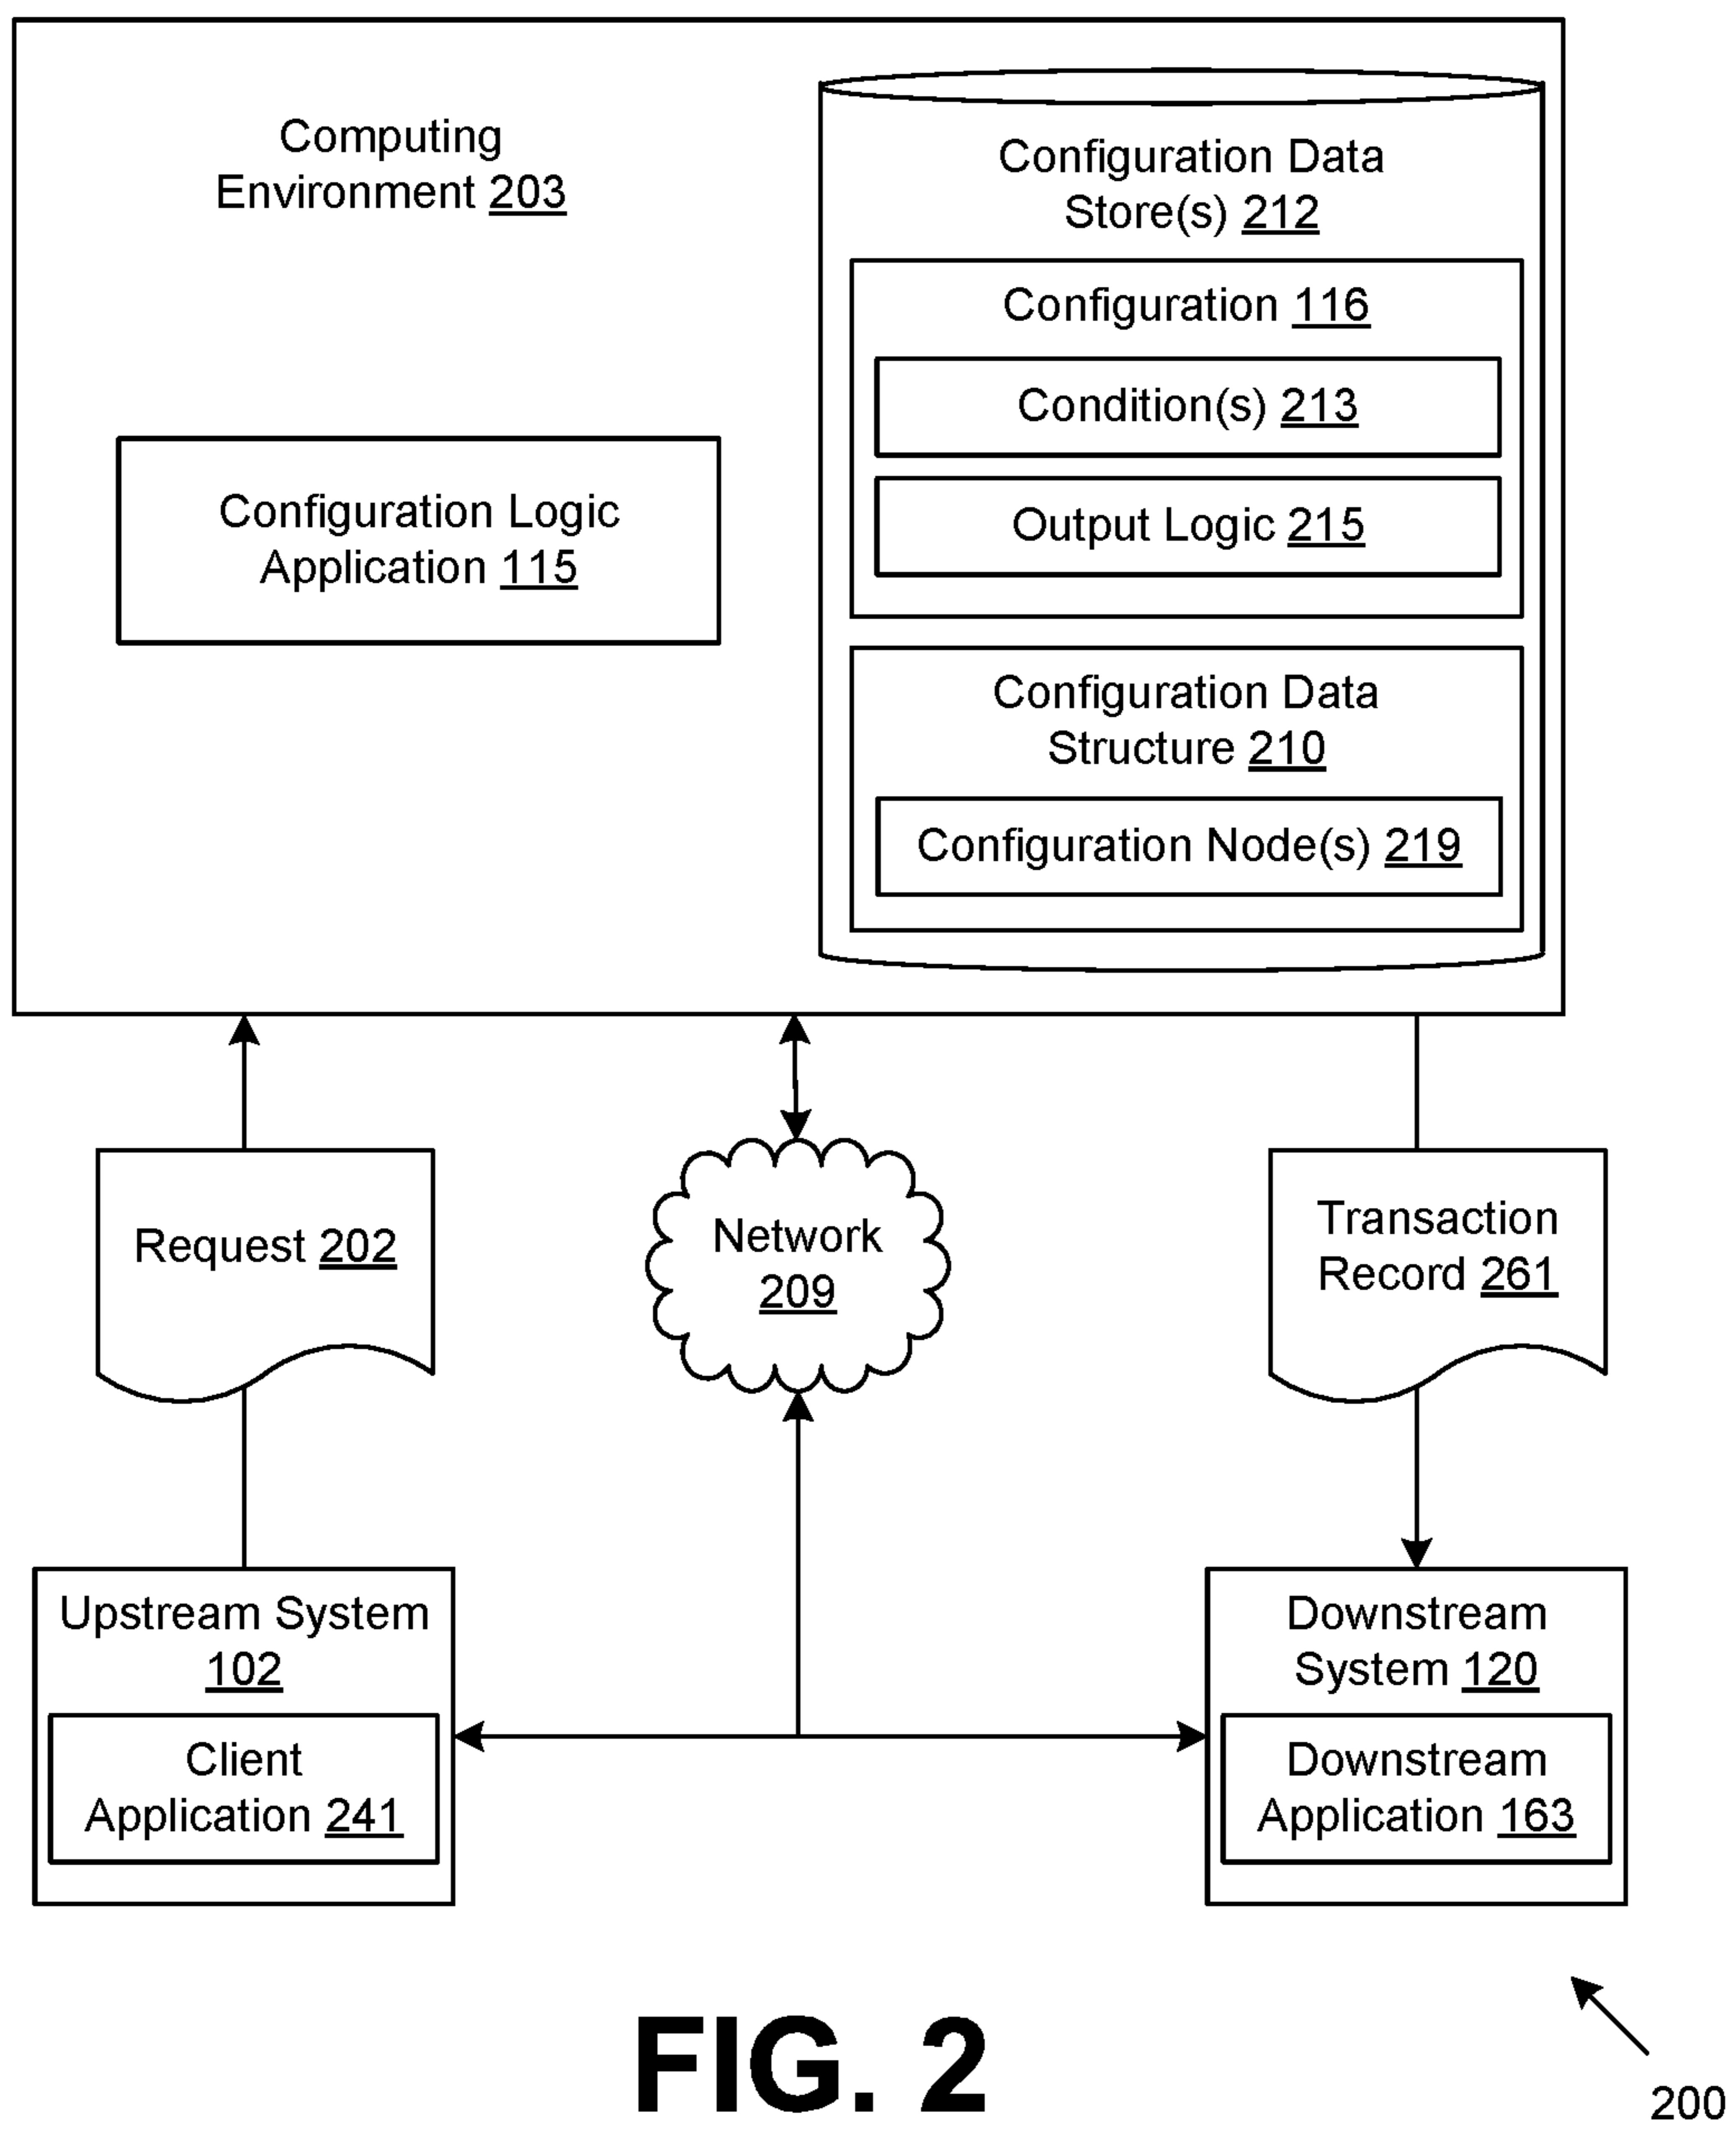 Computing
Environment 203
Configuration Data
Store(s) 212
Configuration 116
Condition(s) 213
Output Logic 215
Configuration Logic
Application 115
Configuration Data
Structure 210
Configuration Node(s) 219
Request 202
Network
209
Transaction
Record 261
Upstream System
102
Client
Application 241
Downstream
System 120
Downstream
Application 163
FIG. 2
200